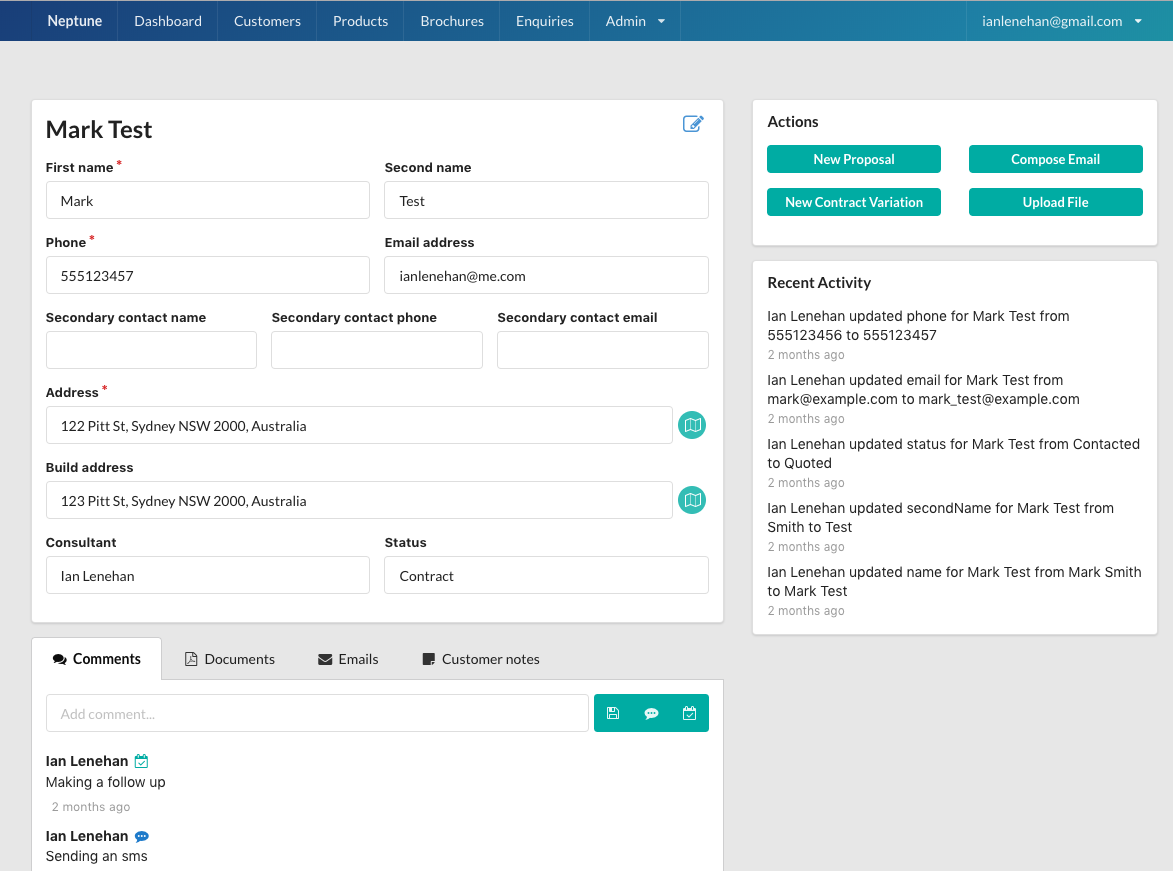 Neptune Dashboard Customers Products Brochures Enquiries Admin ianlenehan@gmail.com
Mark Test
First name * Second name
Mark Test
Phone * Email address
555123457 ianlenehan@me.com
Secondary contact name Secondary contact phone Secondary contact email
Address *
122 Pitt St, Sydney NSW 2000, Australia
Build address
123 Pitt St, Sydney NSW 2000, Australia
Consultant Status
Ian Lenehan Contract
Comments Documents Emails Customer notes
Add comment...
Ian Lenehan
Making a follow up
2 months ago
Ian Lenehan
Sending an sms
Actions
New Proposal Compose Email
New Contract Variation Upload File
Recent Activity
Ian Lenehan updated phone for Mark Test from
555123456 to 555123457
2 months ago
Ian Lenehan updated email for Mark Test from
mark@example.com to mark_test@example.com
2 months ago
Ian Lenehan updated status for Mark Test from Contacted
to Quoted
2 months ago
Ian Lenehan updated secondName for Mark Test from
Smith to Test
2 months ago
Ian Lenehan updated name for Mark Test from Mark Smith
to Mark Test
2 months ago